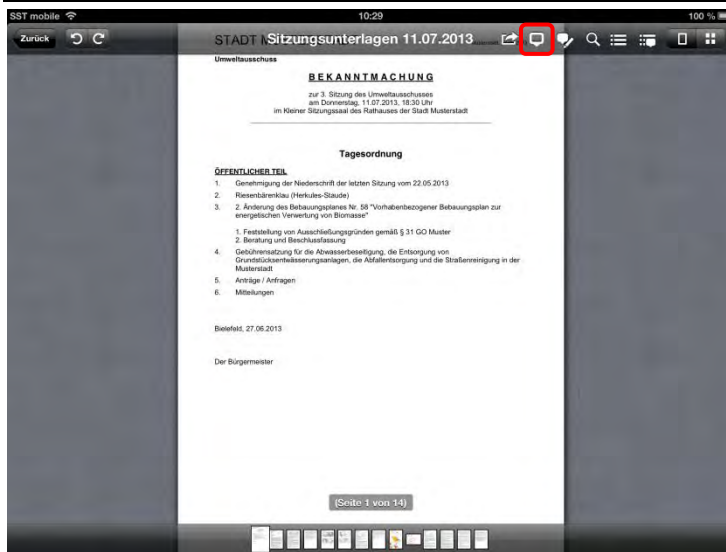 SST mobile 10:29 100 %
Zurück Sitzungsunterlagen 11.07.2013
STADT
Umweltausschuss
BEKANNTMACHUNG
zur 3. Sitzung des Umweltausschusses
am Donnerstag, 11.07.2013, 18:30 Uhr
im Kleiner Sitzungssaal des Rathauses der Stadt Musterstadt
Tagesordnung
ÖFFENTLICHER TEIL
1. Genehmigung der Niederschrift der letzten Sitzung vom 22.05.2013
2. Riesenbärenklau (Herkules-Staude)
3. 2. Änderung des Bebauungsplanes Nr. 58 "Vorhabenbezogener Bebauungsplan zur
energetischen Verwertung von Biomasse"
1. Feststellung von Ausschließungsgründen gemäß § 31 GO Muster
2. Beratung und Beschlussfassung
4. Gebührensatzung für die Abwasserbeseitigung, die Entsorgung von
Grundstücksentwässerungsanlagen, die Abfallentsorgung und die Straßenreinigung in der
Musterstadt
5. Anträge / Anfragen
6. Mitteilungen
Bielefeld, 27.06.2013
Der Bürgermeister
(Seite 1 von 14)